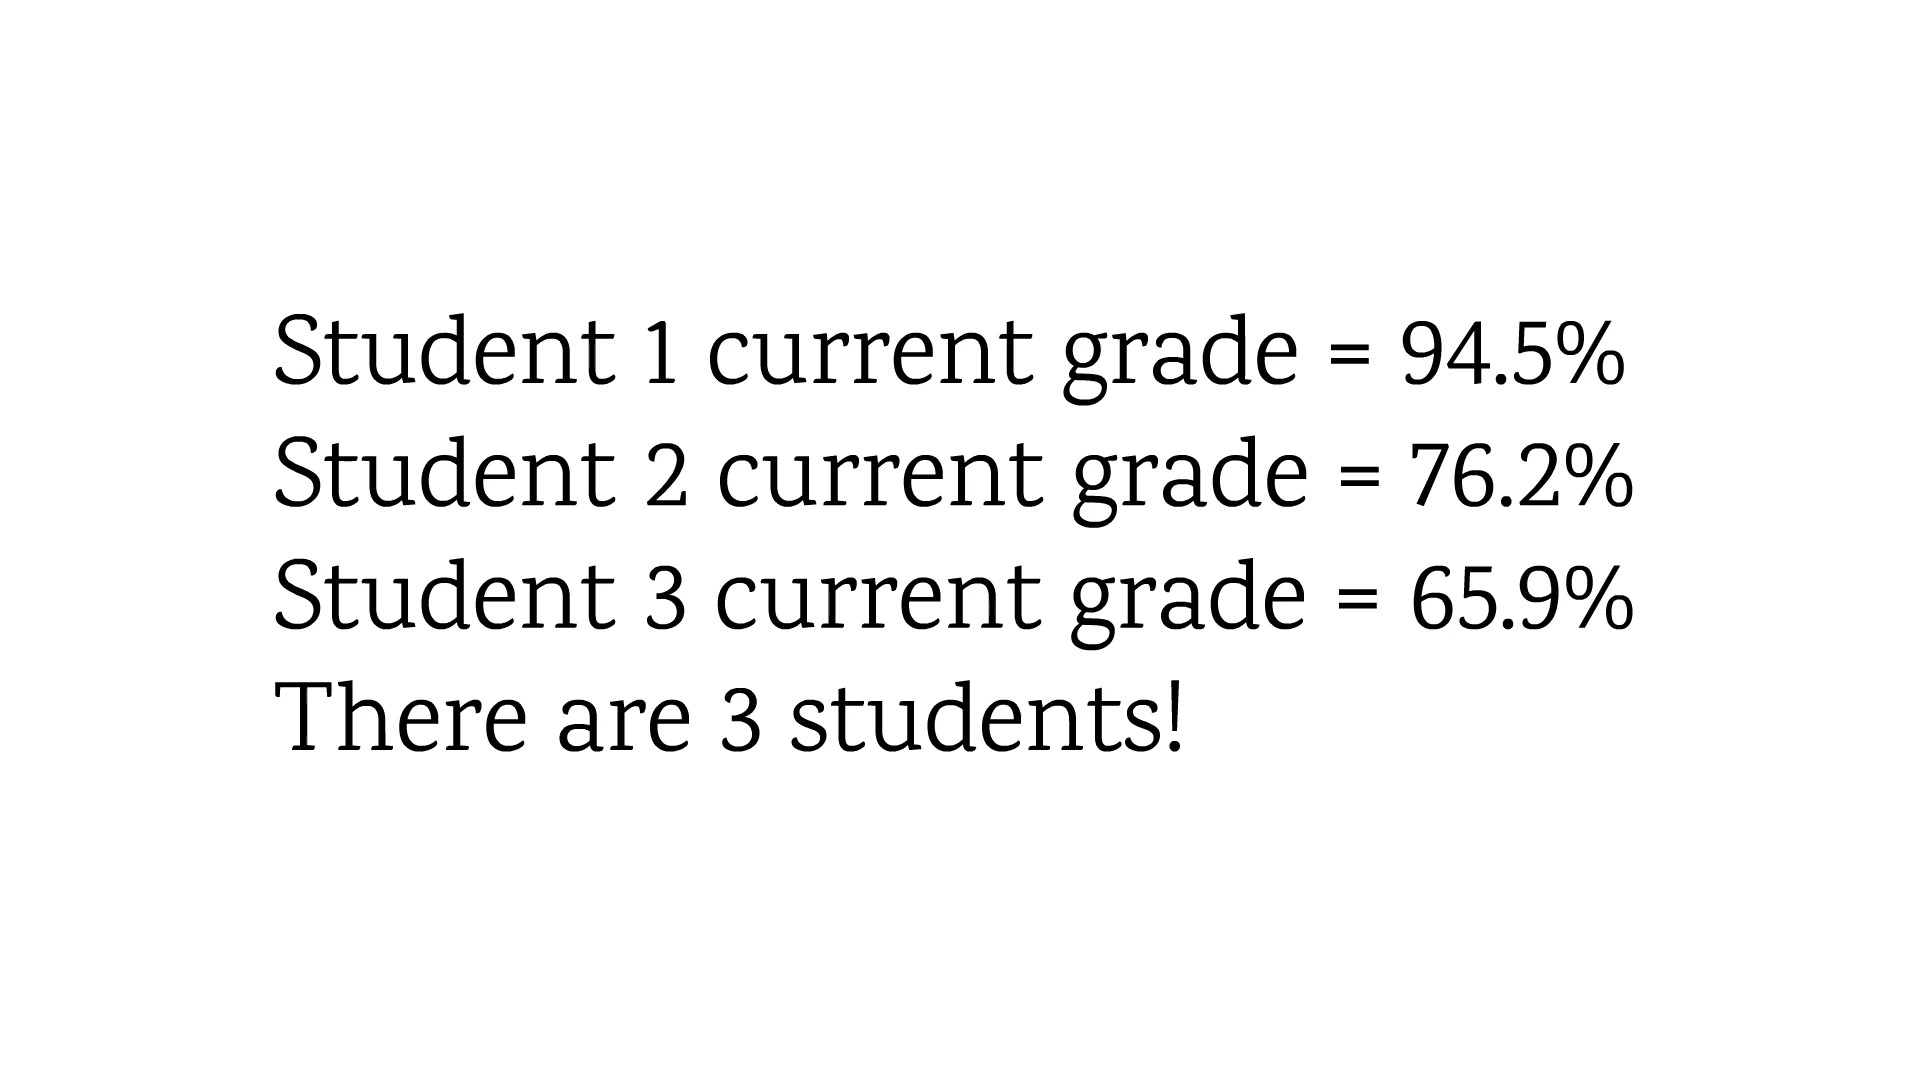 Student 1 current grade = 94.5%
Student 2 current grade = 76.2%
Student 3 current grade = 65.9%
There are 3 students!